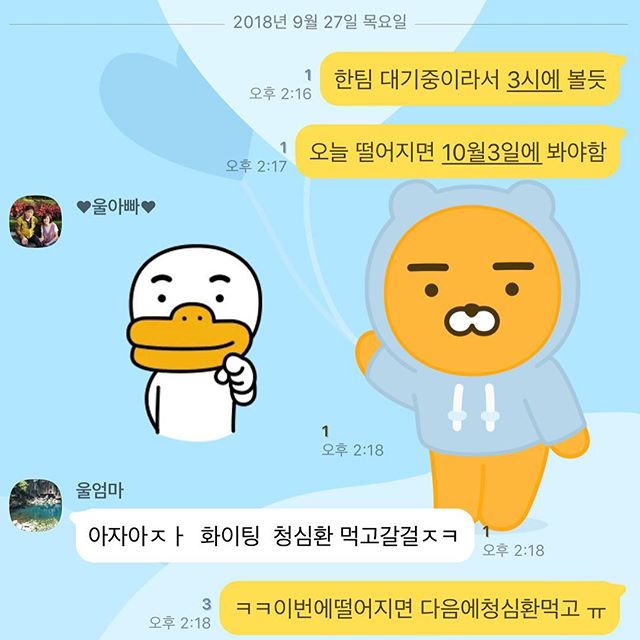 2018년 9월 27일 목요일
1
오후 2:16
한팀 대기중이라서 3시에 볼듯
1
오후 2:17
오늘 떨어지면 10월3일에 봐야함
♥울아빠♥
1
오후 2:18
울엄마
아자아ㅈㅏ 화이팅 청심환 먹고갈걸ㅈㅋ
1
오후 2:18
3
오후 2:18
ㅋㅋ이번에떨어지면 다음에청심환먹고 ㅠ